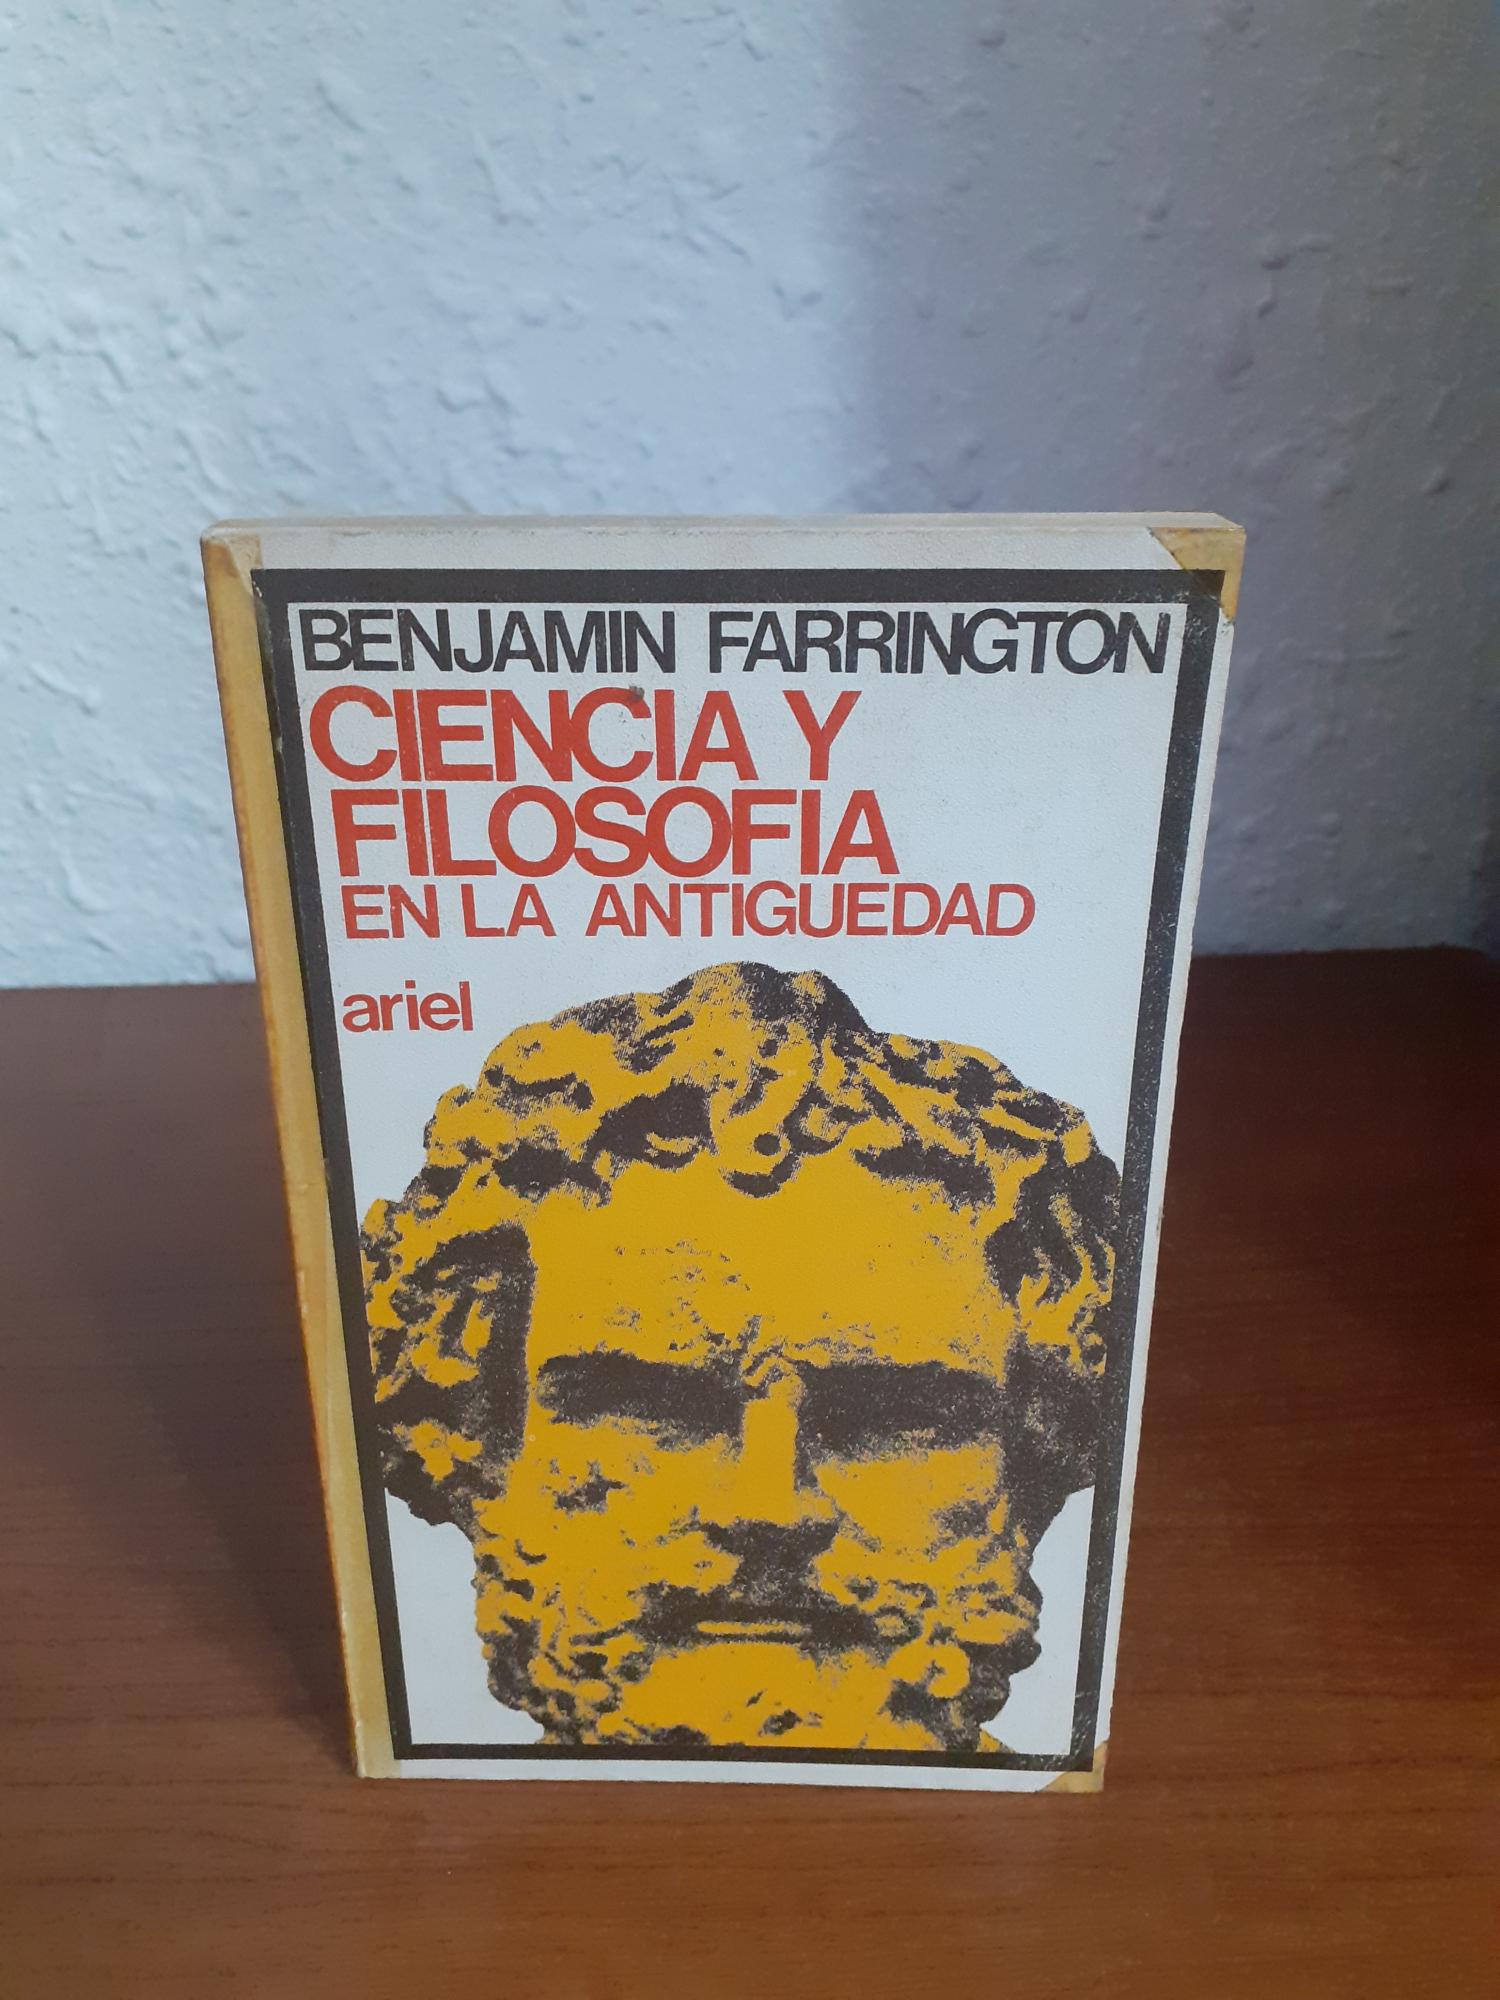 BENJAMIN FARRINGTON
CIENCIA Y
FILOSOFIA
EN LA ANTIGUEDAD
ariel